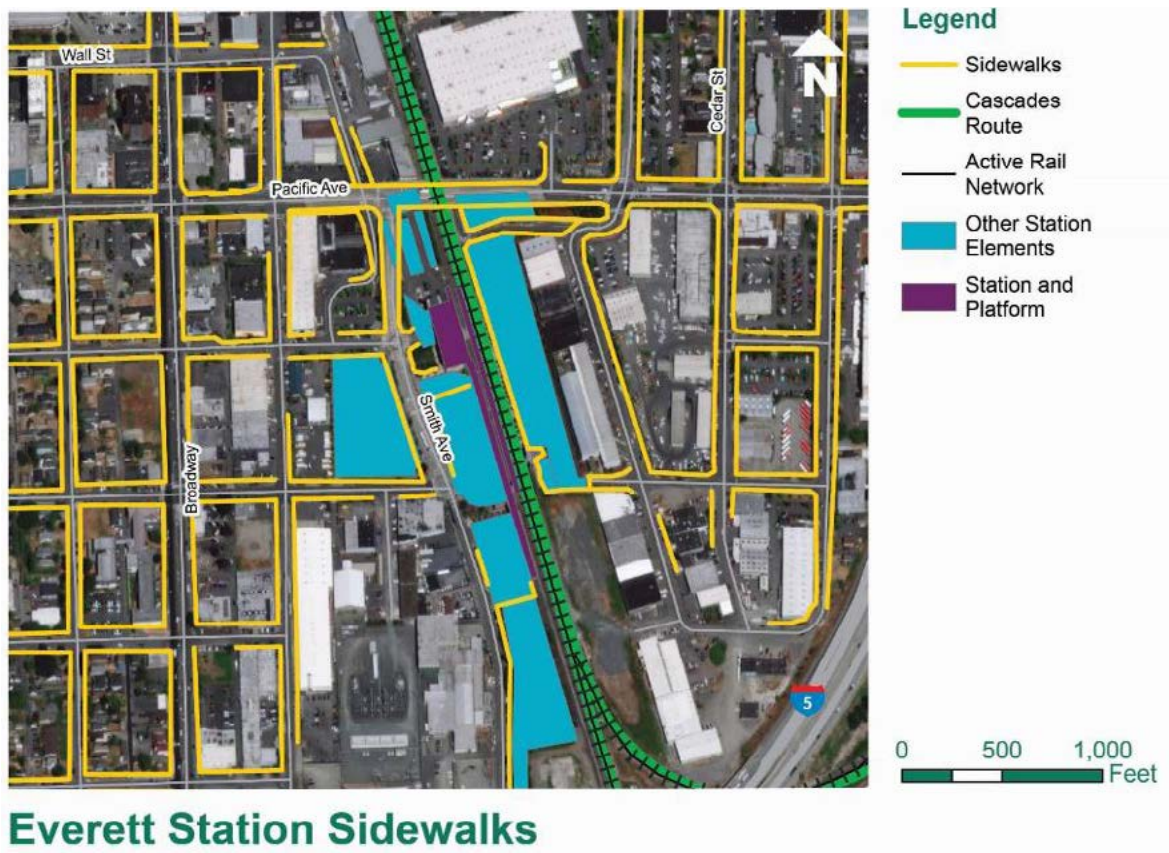 Wall St
Pacific Ave
Cedar St
N
Smith Ave
Broadway
5
Legend
Sidewalks
Cascades
Route
Active Rail
Network
Other Station
Elements
Station and
Platform
0 500 1,000
Feet
Everett Station Sidewalks